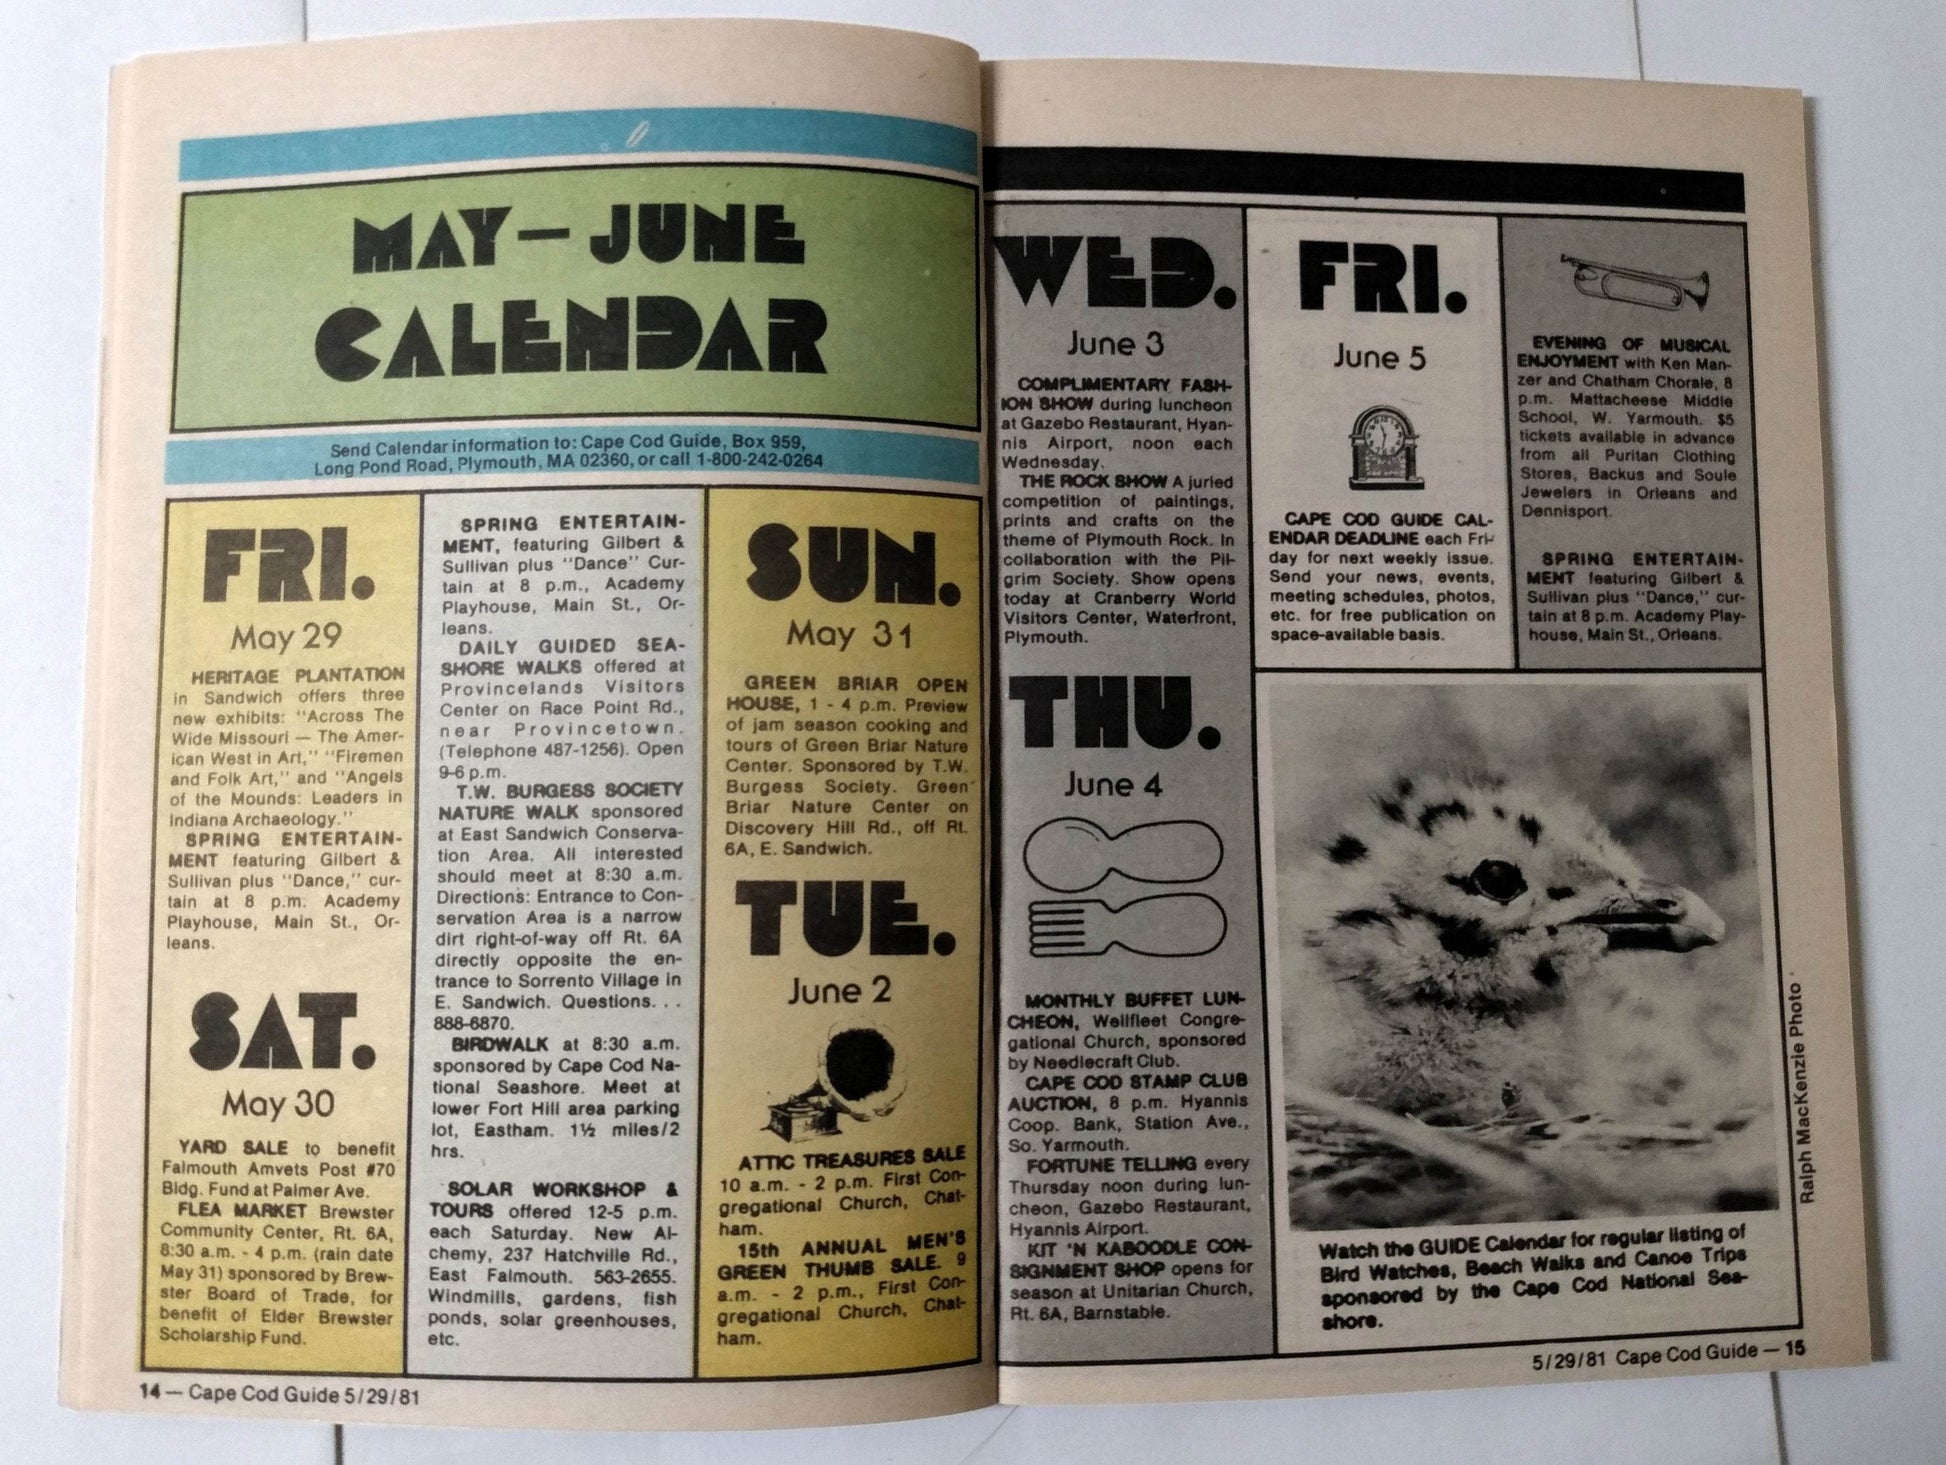 MAY — JUNE
CALENDAR
Send Calendar information to: Cape Cod Guide, Box 959,
Long Pond Road, Plymouth, MA 02360, or call 1-800-242-0264
FRI.
May 29
HERITAGE PLANTATION
in Sandwich offers three
new exhibits: "Across The
Wide Missouri — The Amer-
ican West in Art," "Firemen
and Folk Art," and "Angels
of the Mounds: Leaders in
Indiana Archaeology."
SPRING ENTERTAIN-
MENT featuring Gilbert &
Sullivan plus "Dance," cur-
tain at 8 p.m. Academy
Playhouse, Main St., Or-
leans.
SAT.
May 30
YARD SALE to benefit
Falmouth Amvets Post #70
Bldg. Fund at Palmer Ave.
FLEA MARKET Brewster
Community Center, Rt. 6A,
8:30 a.m. - 4 p.m. (rain date
May 31) sponsored by Brew-
ster Board of Trade, for
benefit of Elder Brewster
Scholarship Fund.
SPRING ENTERTAIN-
MENT, featuring Gilbert &
Sullivan plus "Dance" Cur-
tain at 8 p.m., Academy
Playhouse, Main St., Or-
leans.
DAILY GUIDED SEA-
SHORE WALKS offered at
Provincelands Visitors
Center on Race Point Rd.,
near Provincetown.
(Telephone 487-1256). Open
9-6 p.m.
T.W. BURGESS SOCIETY
NATURE WALK sponsored
at East Sandwich Conserva-
tion Area. All interested
should meet at 8:30 a.m.
Directions: Entrance to Con-
servation Area is a narrow
dirt right-of-way off Rt. 6A
directly opposite the en-
trance to Sorrento Village in
E. Sandwich. Questions. . .
888-6870.
BIRDWALK at 8:30 a.m.
sponsored by Cape Cod Na-
tional Seashore. Meet at
lower Fort Hill area parking
lot, Eastham. 1½ miles/2
hrs.
SOLAR WORKSHOP &
TOURS offered 12-5 p.m.
each Saturday. New Al-
chemy, 237 Hatchville Rd.,
East Falmouth. 563-2655.
Windmills, gardens, fish
ponds, solar greenhouses,
etc.
SUN.
May 31
GREEN BRIAR OPEN
HOUSE, 1 - 4 p.m. Preview
of jam season cooking and
tours of Green Briar Nature
Center. Sponsored by T.W.
Burgess Society. Green
Briar Nature Center on
Discovery Hill Rd., off Rt.
6A, E. Sandwich.
TUE.
June 2
ATTIC TREASURES SALE
10 a.m. - 2 p.m. First Con-
gregational Church, Chat-
ham.
15th ANNUAL MEN'S
GREEN THUMB SALE. 9
a.m. - 2 p.m., First Con-
gregational Church, Chat-
ham.
14 — Cape Cod Guide 5/29/81
WED.
June 3
COMPLIMENTARY FASH-
ION SHOW during luncheon
at Gazebo Restaurant, Hyan-
nis Airport, noon each
Wednesday.
THE ROCK SHOW A juried
competition of paintings,
prints and crafts on the
theme of Plymouth Rock. In
collaboration with the Pil-
grim Society. Show opens
today at Cranberry World
Visitors Center, Waterfront,
Plymouth.
THU.
June 4
MONTHLY BUFFET LUN-
CHEON, Wellfleet Congre-
gational Church, sponsored
by Needlecraft Club.
CAPE COD STAMP CLUB
AUCTION, 8 p.m. Hyannis
Coop. Bank, Station Ave.,
So. Yarmouth.
FORTUNE TELLING every
Thursday noon during lun-
cheon, Gazebo Restaurant,
Hyannis Airport.
KIT 'N KABOODLE CON-
SIGNMENT SHOP opens for
season at Unitarian Church,
Rt. 6A, Barnstable.
FRI.
June 5
CAPE COD GUIDE CAL-
ENDAR DEADLINE each Fri-
day for next weekly issue.
Send your news, events,
meeting schedules, photos,
etc. for free publication on
space-available basis.
EVENING OF MUSICAL
ENJOYMENT with Ken Man-
zer and Chatham Chorale, 8
p.m. Mattacheese Middle
School, W. Yarmouth. $5
tickets available in advance
from all Puritan Clothing
Stores, Backus and Soule
Jewelers in Orleans and
Dennisport.
SPRING ENTERTAIN-
MENT featuring Gilbert &
Sullivan plus "Dance," cur-
tain at 8 p.m. Academy Play-
house, Main St., Orleans.
Ralph MacKenzie Photo
Watch the GUIDE Calendar for regular listing of
Bird Watches, Beach Walks and Canoe Trips
sponsored by the Cape Cod National Sea-
shore.
5/29/81 Cape Cod Guide — 15